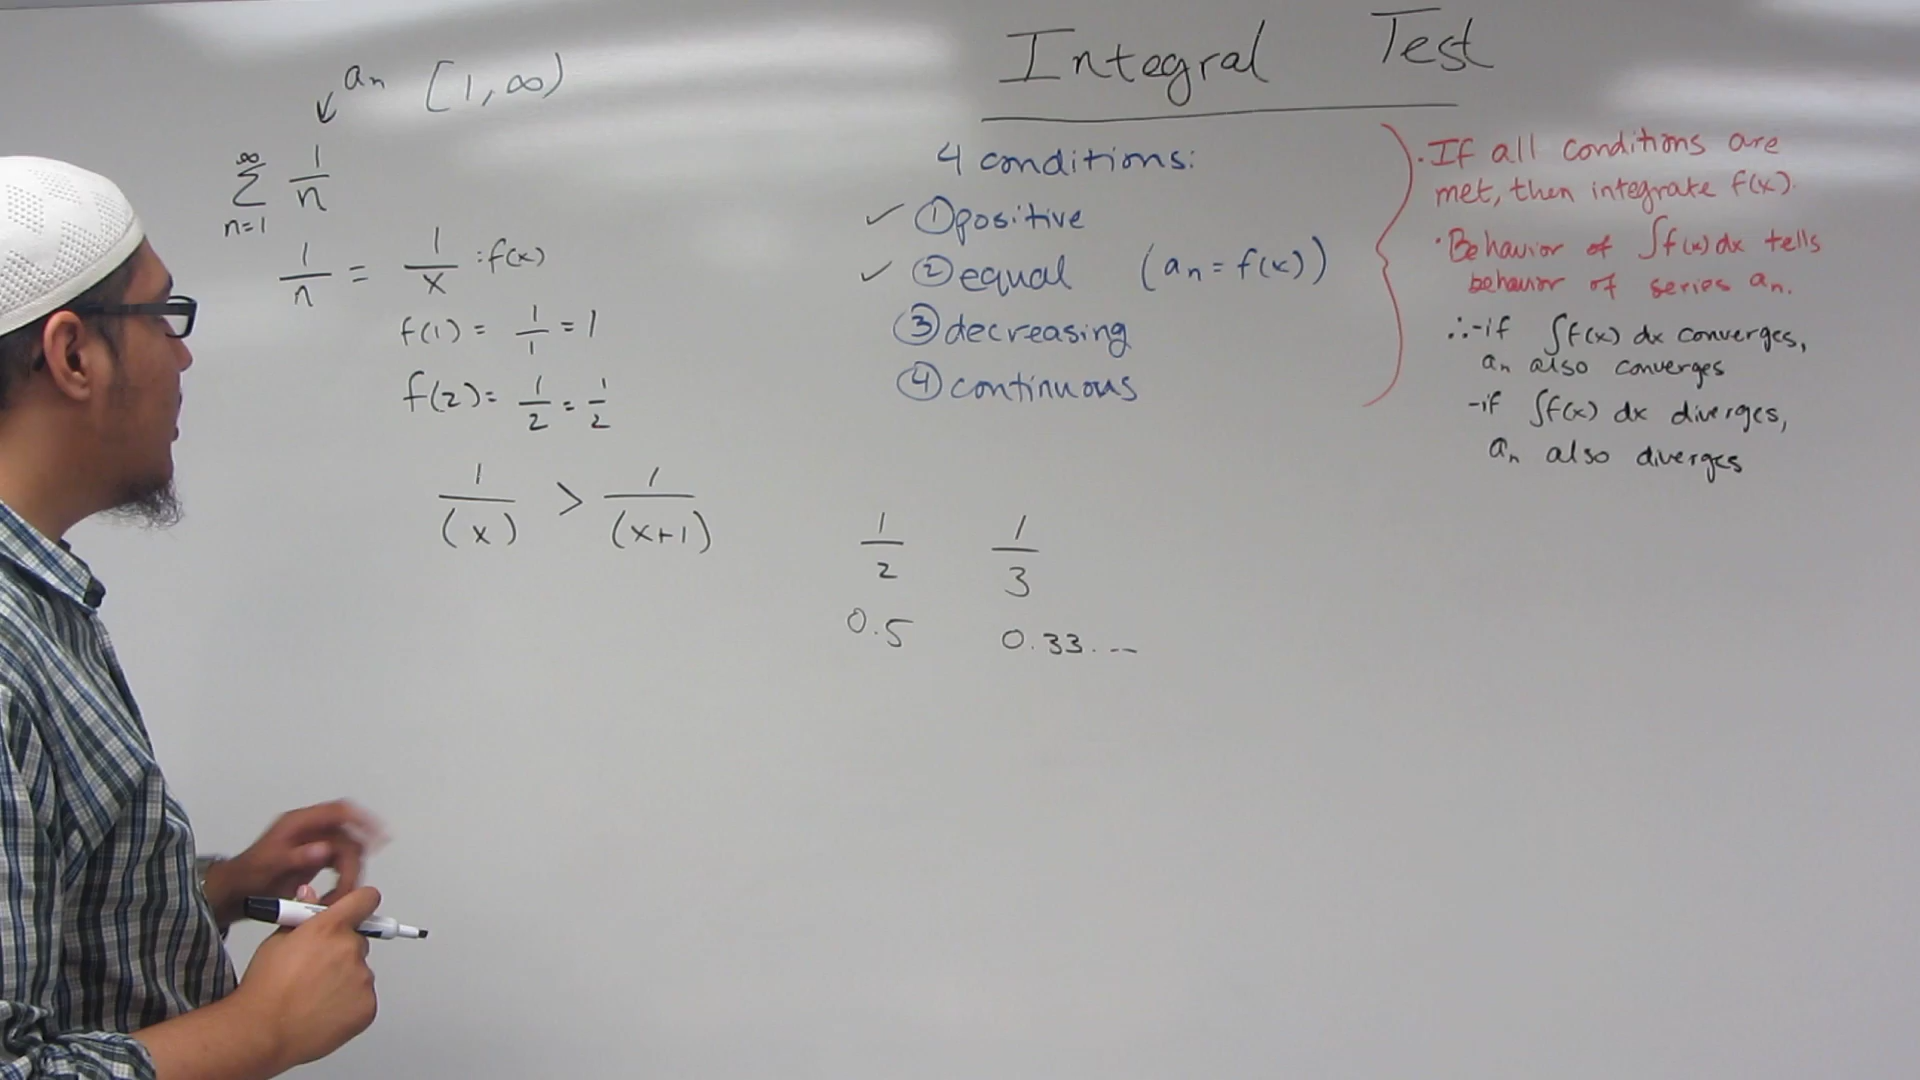 Integral Test
aₙ [1, ∞)
∞
Σ 1/n
n=1
1/n = 1/x : f(x)
f(1) = 1/1 = 1
f(2) = 1/2 = 1/2
1/(x) > 1/(x+1)
4 conditions:
✓ ① positive
✓ ② equal (aₙ = f(x))
③ decreasing
④ continuous
1/2 1/3
0.5 0.33...
· If all conditions are
met, then integrate f(x).
· Behavior of ∫f(x)dx tells
behavior of series aₙ.
∴ -if ∫f(x) dx converges,
aₙ also converges
-if ∫f(x) dx diverges,
aₙ also diverges